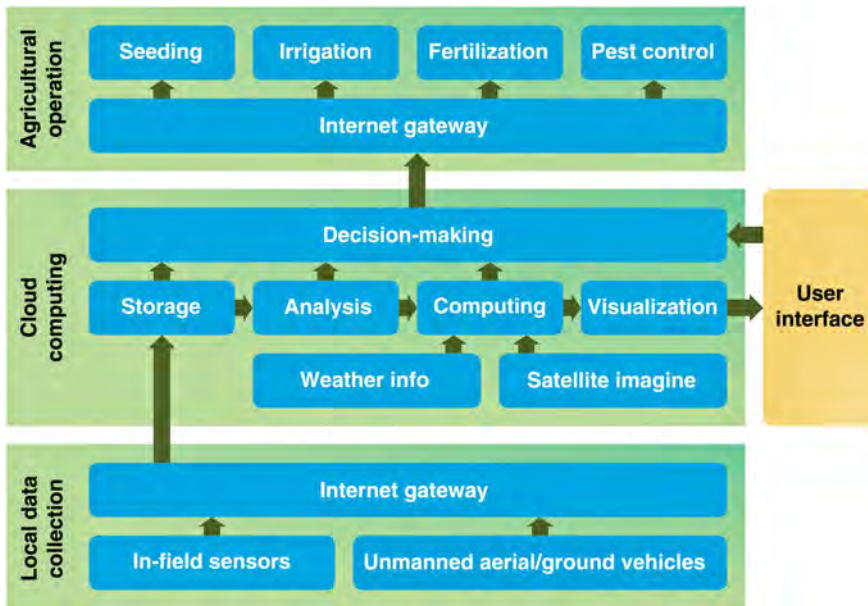 Agricultural
operation
Seeding
Irrigation
Fertilization
Pest control
Internet gateway
Cloud
computing
Decision-making
Storage
Analysis
Computing
Visualization
Weather info
Satellite imagine
User
interface
Local data
collection
Internet gateway
In-field sensors
Unmanned aerial/ground vehicles